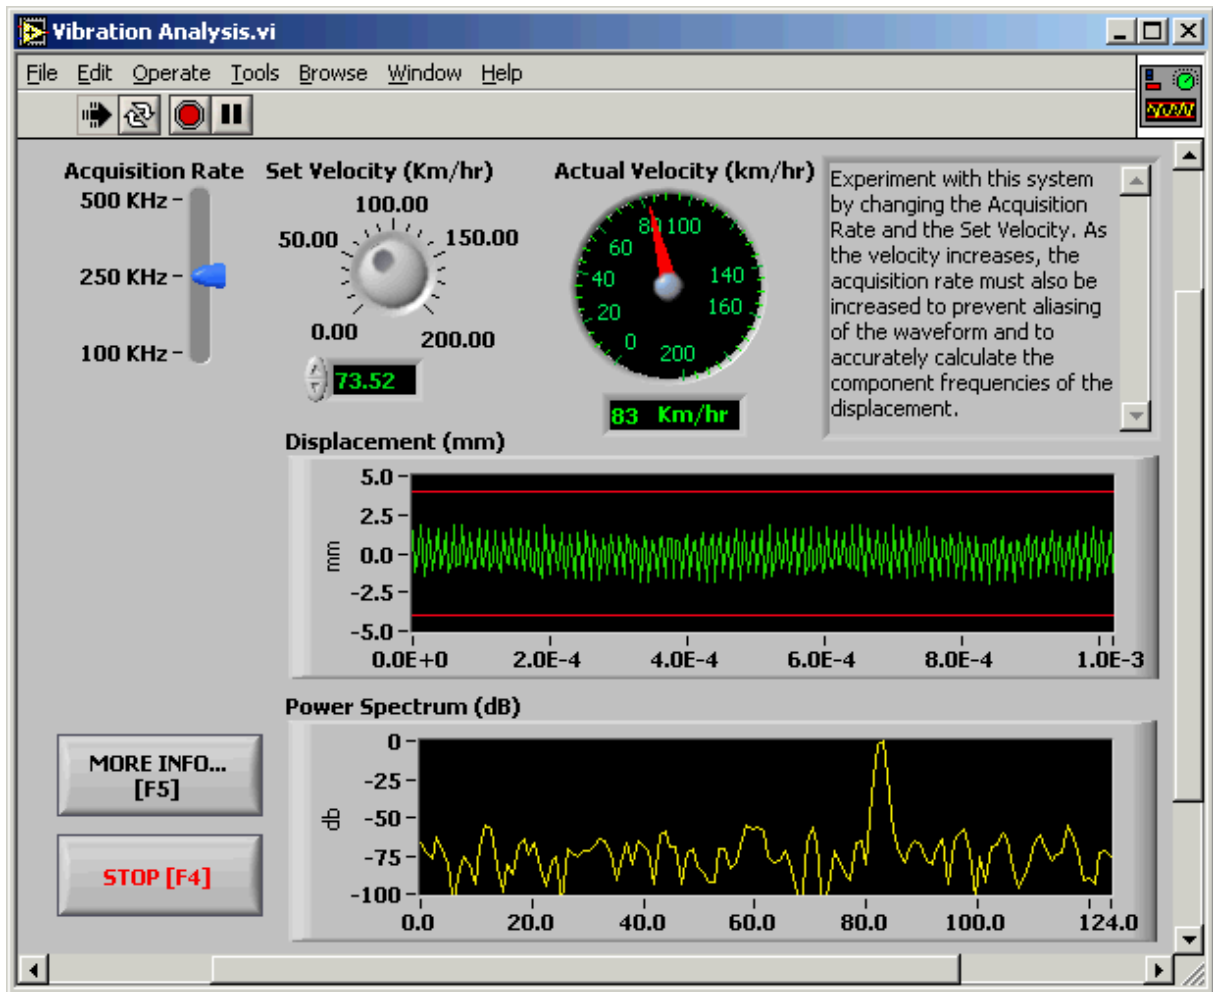 Vibration Analysis.vi
File Edit Operate Tools Browse Window Help
Acquisition Rate
500 KHz
250 KHz
100 KHz
Set Velocity (Km/hr)
100.00
50.00
150.00
0.00
200.00
73.52
Actual Velocity (km/hr)
80 100
60
40
140
20
160
0
200
83 Km/hr
Experiment with this system
by changing the Acquisition
Rate and the Set Velocity. As
the velocity increases, the
acquisition rate must also be
increased to prevent aliasing
of the waveform and to
accurately calculate the
component frequencies of the
displacement.
Displacement (mm)
5.0
2.5
0.0
-2.5
-5.0
mm
0.0E+0 2.0E-4 4.0E-4 6.0E-4 8.0E-4 1.0E-3
Power Spectrum (dB)
0
-25
-50
-75
-100
db
0.0 20.0 40.0 60.0 80.0 100.0 124.0
MORE INFO...
[F5]
STOP [F4]